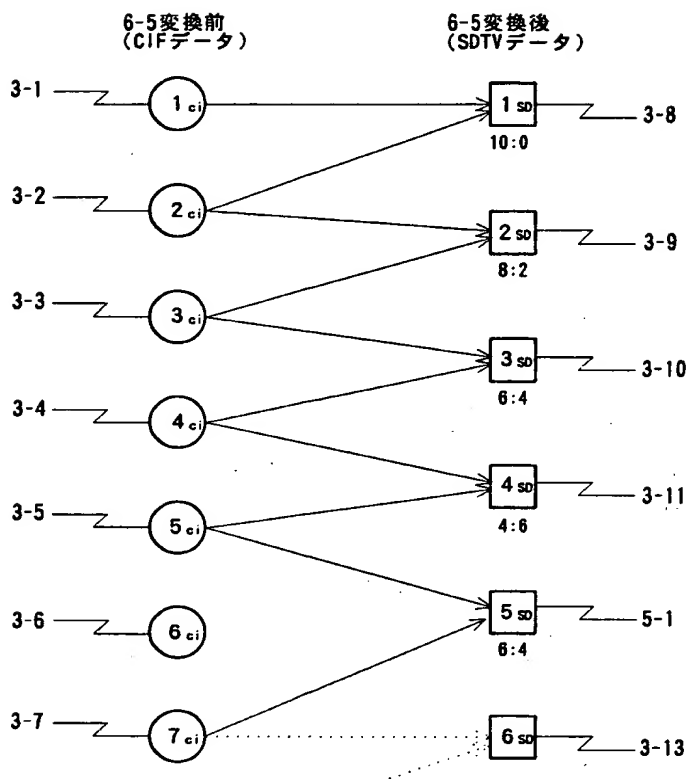 6-5変換前
(CIFデータ)
6-5変換後
(SDTVデータ)
3-1
1ci
1SD
3-8
10:0
3-2
2ci
2SD
3-9
8:2
3-3
3ci
3SD
3-10
6:4
3-4
4ci
4SD
3-11
4:6
3-5
5ci
5SD
5-1
6:4
3-6
6ci
3-7
7ci
6SD
3-13